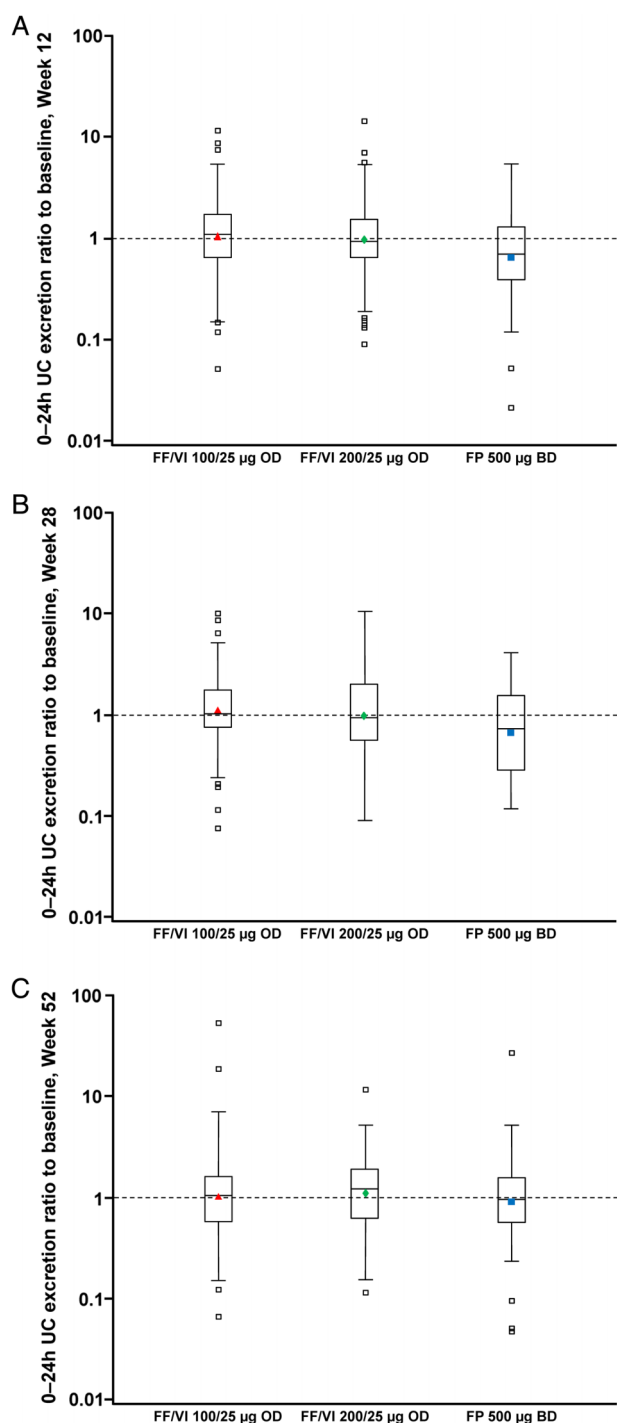 A
0–24h UC excretion ratio to baseline, Week 12
100
10
1
0.1
0.01
FF/VI 100/25 µg OD FF/VI 200/25 µg OD FP 500 µg BD
B
0–24h UC excretion ratio to baseline, Week 28
100
10
1
0.1
0.01
FF/VI 100/25 µg OD FF/VI 200/25 µg OD FP 500 µg BD
C
0–24h UC excretion ratio to baseline, Week 52
100
10
1
0.1
0.01
FF/VI 100/25 µg OD FF/VI 200/25 µg OD FP 500 µg BD